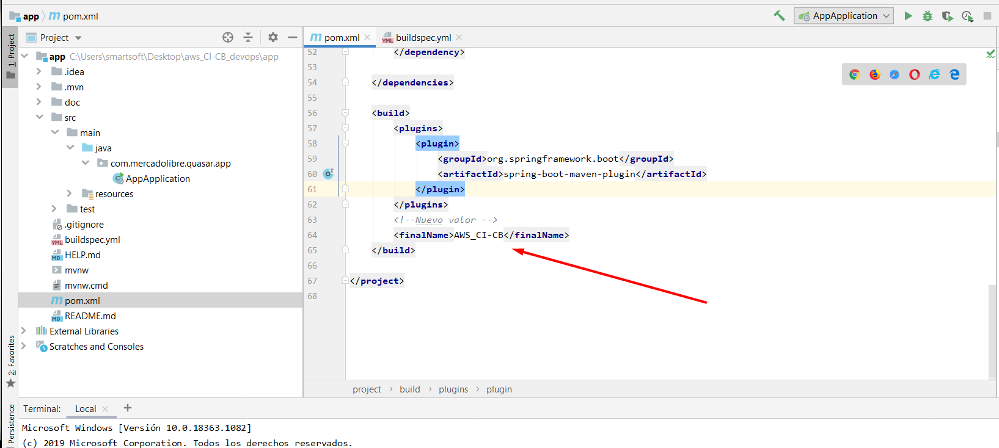 app pom.xml AppApplication
1: Project
Project
pom.xml buildspec.yml
app C:\Users\smartsoft\Desktop\aws_CI-CB_devops\app
.idea
.mvn
doc
src
main
java
com.mercadolibre.quasar.app
AppApplication
resources
test
.gitignore
buildspec.yml
HELP.md
mvnw
mvnw.cmd
pom.xml
README.md
External Libraries
Scratches and Consoles
52 </dependency>
53
54 </dependencies>
55
56 <build>
57 <plugins>
58 <plugin>
59 <groupId>org.springframework.boot</groupId>
60 <artifactId>spring-boot-maven-plugin</artifactId>
61 </plugin>
62 </plugins>
63 <!--Nuevo valor -->
64 <finalName>AWS_CI-CB</finalName>
65 </build>
66
67 </project>
68
project › build › plugins › plugin
2: Favorites
Persistence
Terminal: Local +
Microsoft Windows [Versión 10.0.18363.1082]
(c) 2019 Microsoft Corporation. Todos los derechos reservados.